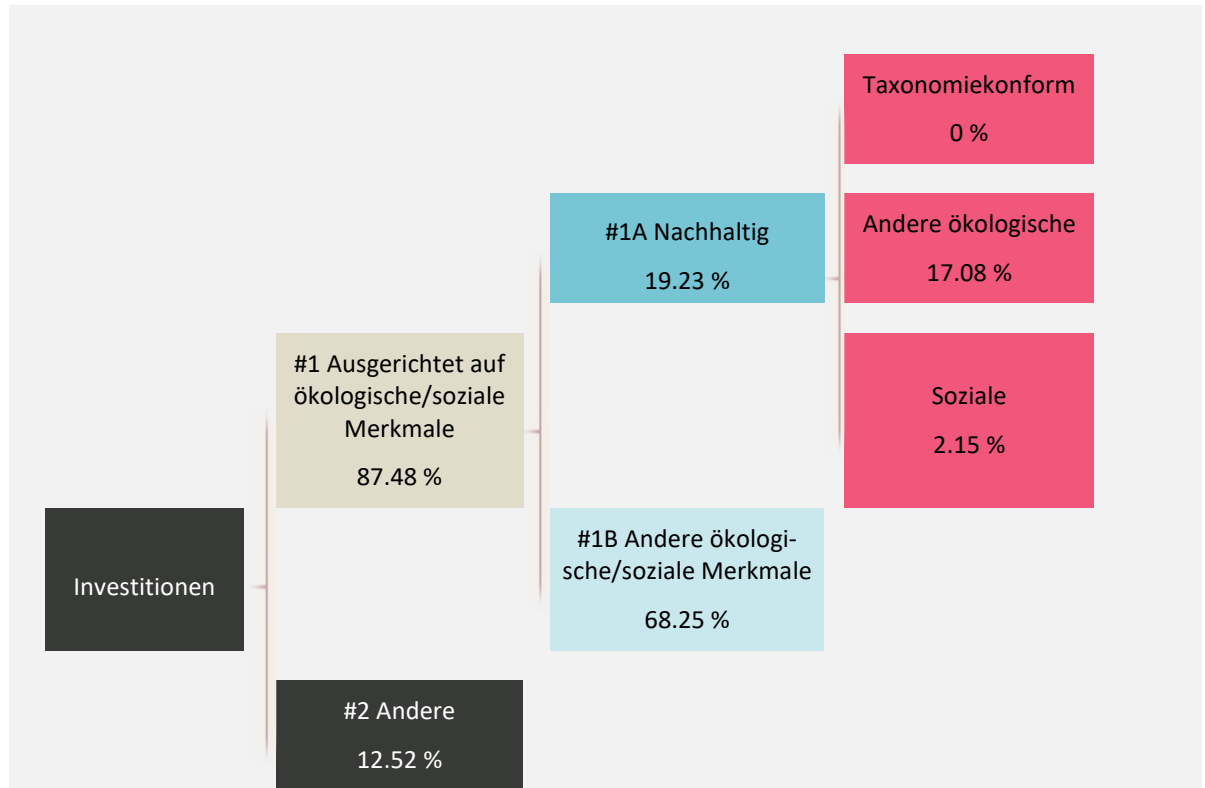 Taxonomiekonform
0 %
#1A Nachhaltig
19.23 %
Andere ökologische
17.08 %
#1 Ausgerichtet auf
ökologische/soziale
Merkmale
87.48 %
Soziale
2.15 %
Investitionen
#1B Andere ökologi-
sche/soziale Merkmale
68.25 %
#2 Andere
12.52 %